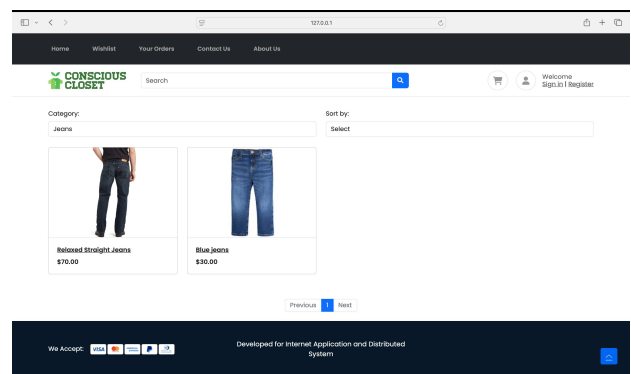 127.0.0.1
Home Wishlist Your Orders Contact Us About Us
CONSCIOUS
CLOSET
Search
Welcome
Sign in | Register
Category:
Sort by:
Jeans
Select
Relaxed Straight Jeans
$70.00
Blue jeans
$30.00
Previous 1 Next
We Accept:
VISA
Developed for Internet Application and Distributed
System